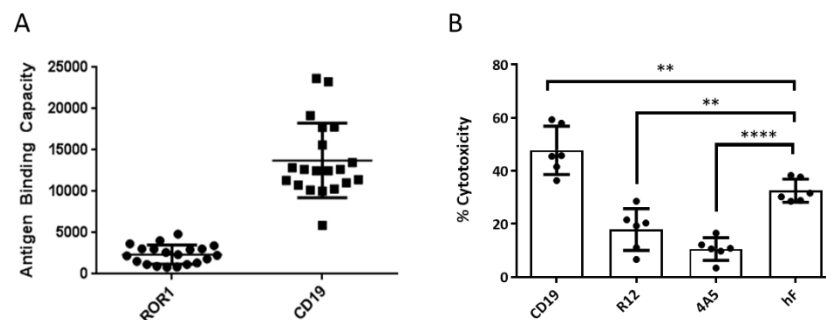 A
Antigen Binding Capacity
25000
20000
15000
10000
5000
0
ROR1
CD19
B
% Cytotoxicity
80
60
40
20
0
**
**
****
CD19
R12
4A5
hF